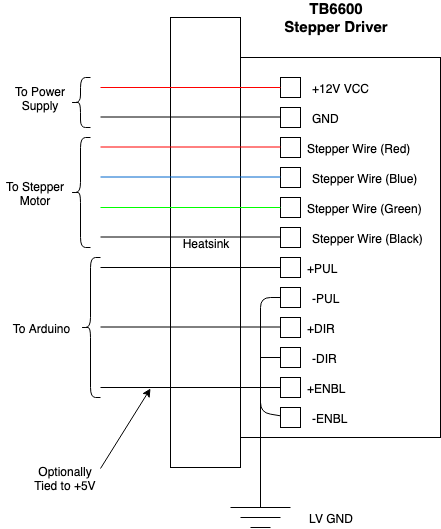 TB6600
Stepper Driver
To Power
Supply
+12V VCC
GND
To Stepper
Motor
Stepper Wire (Red)
Stepper Wire (Blue)
Stepper Wire (Green)
Stepper Wire (Black)
Heatsink
To Arduino
+PUL
-PUL
+DIR
-DIR
+ENBL
-ENBL
Optionally
Tied to +5V
LV GND